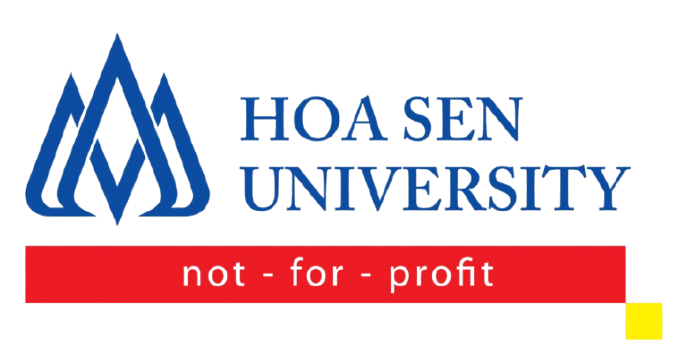 HOA SEN
UNIVERSITY
not - for - profit